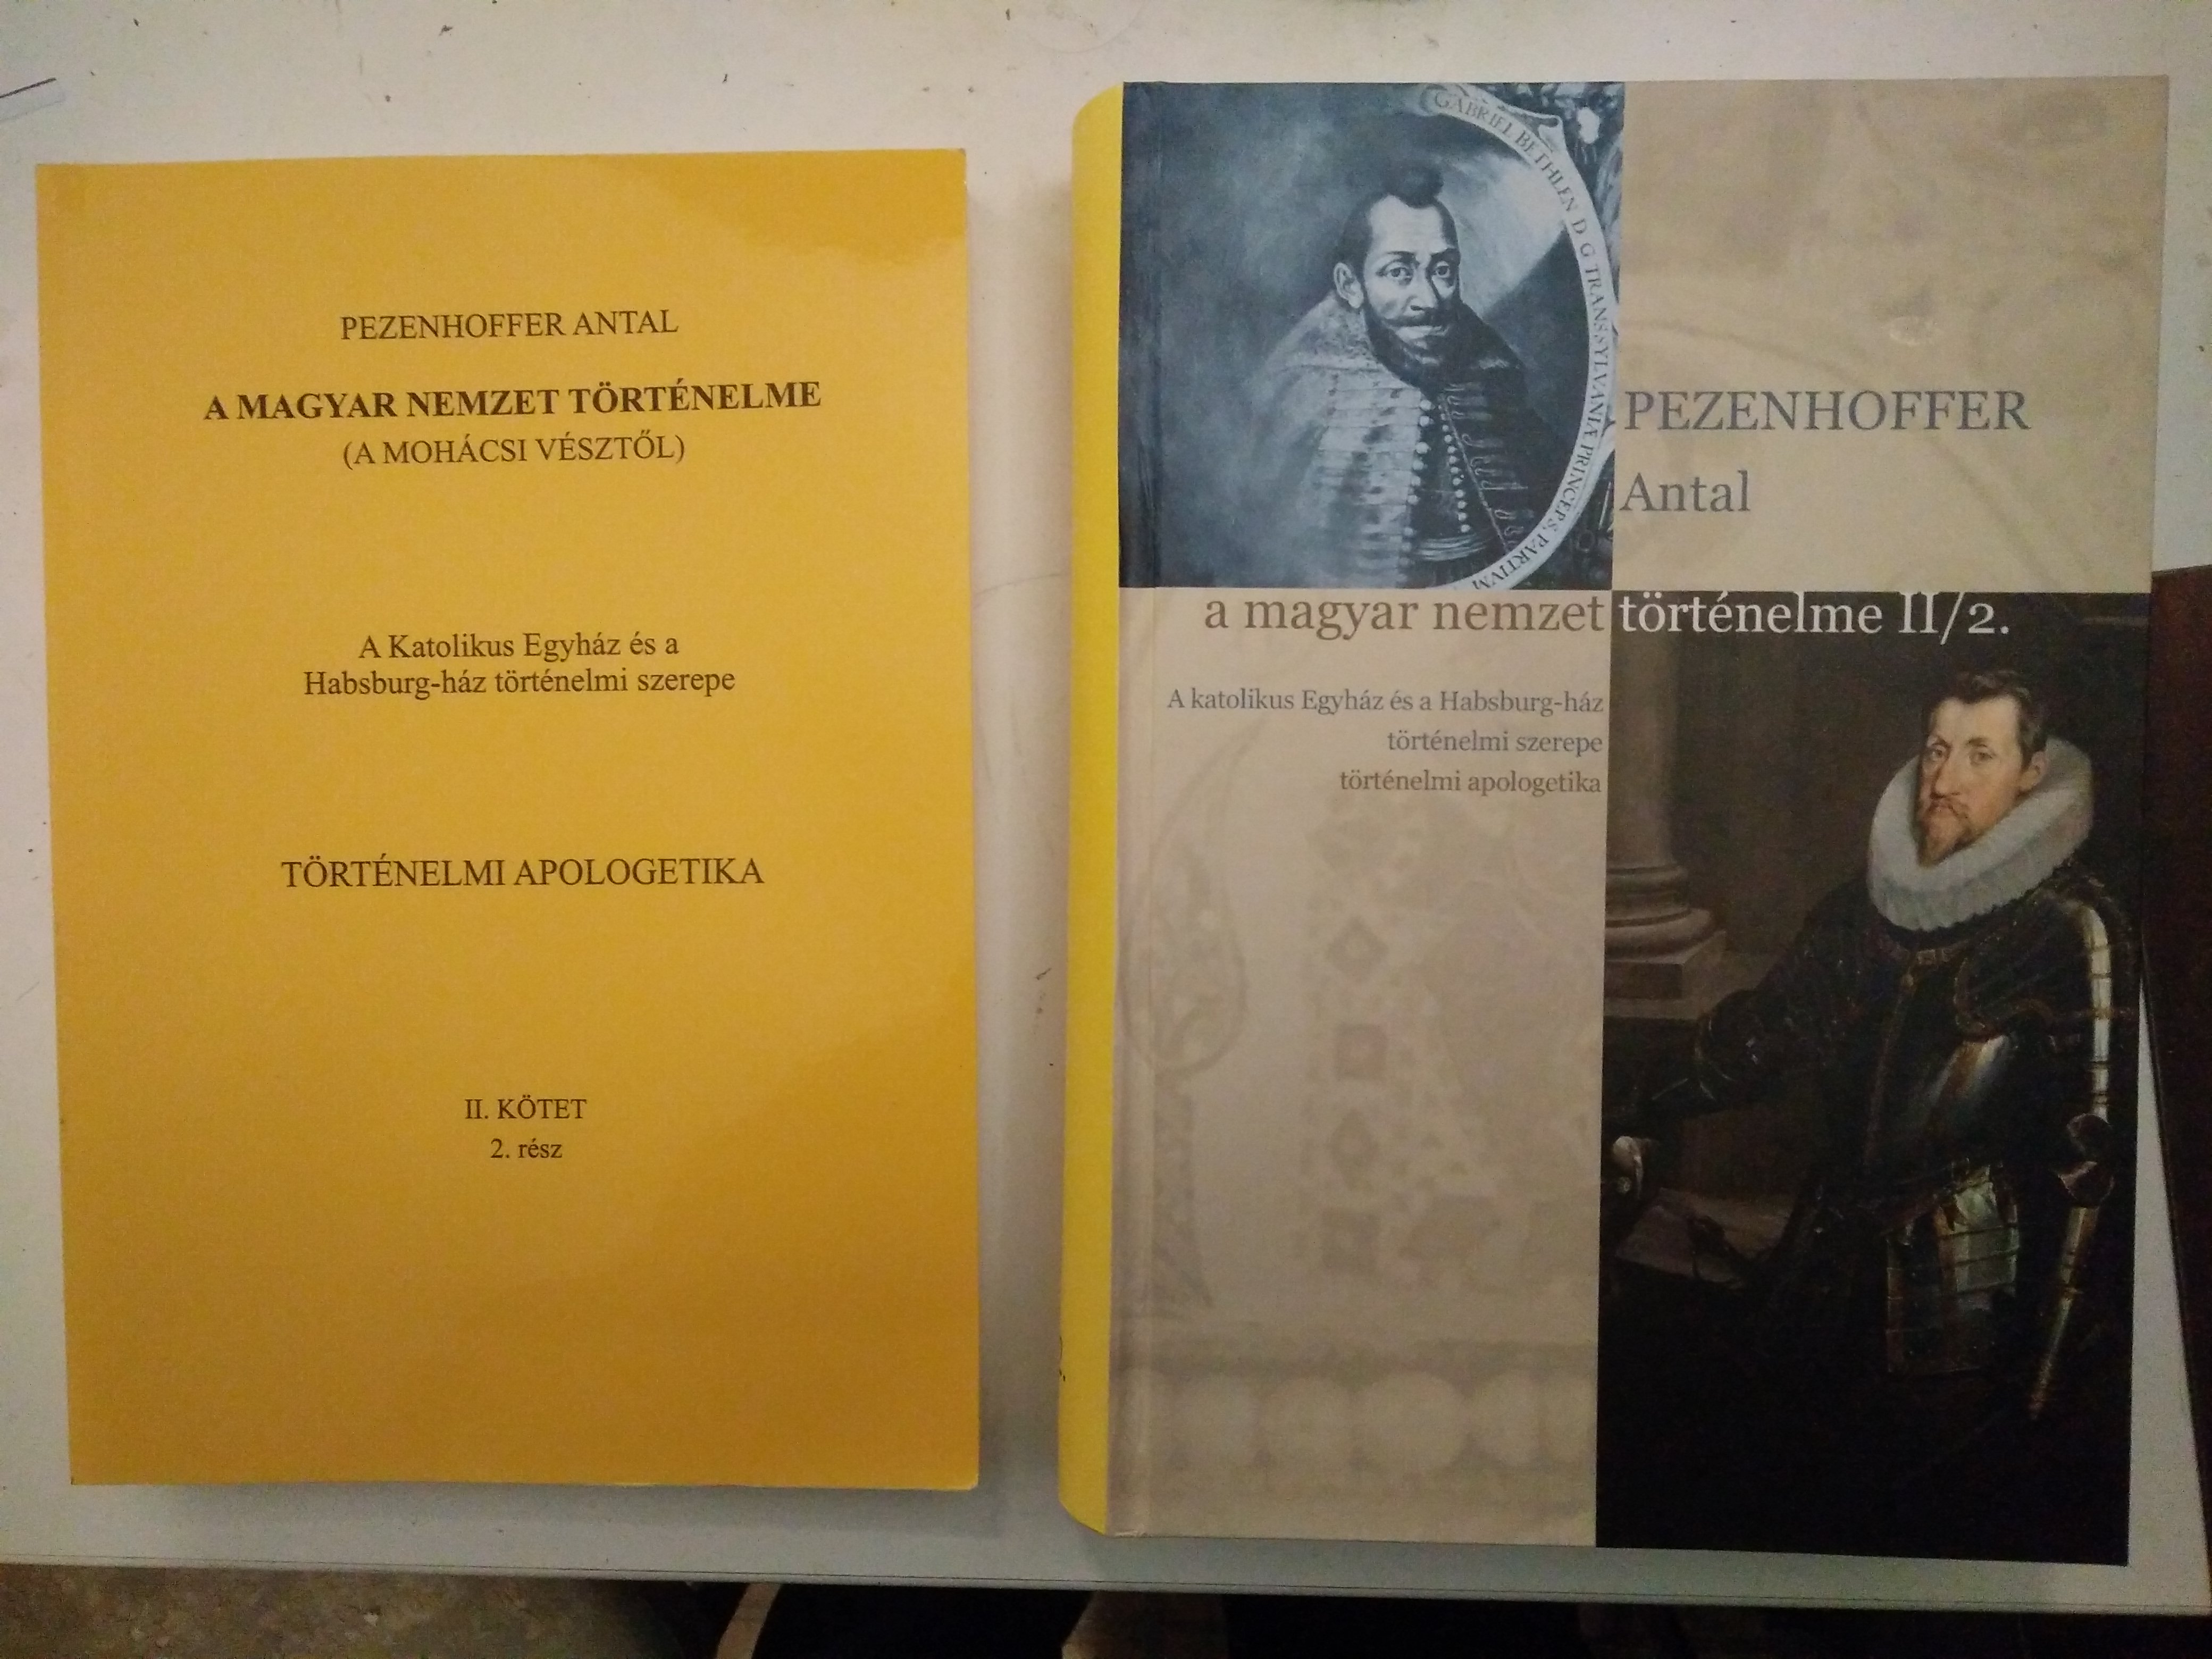 PEZENHOFFER ANTAL
A MAGYAR NEMZET TÖRTÉNELME
(A MOHÁCSI VÉSZTŐL)
A Katolikus Egyház és a
Habsburg-ház történelmi szerepe
TÖRTÉNELMI APOLOGETIKA
II. KÖTET
2. rész
GABRIEL BETHLEN D G TRANSSYLVANIÆ PRINCEPS, PARTIVM
PEZENHOFFER
Antal
a magyar nemzet történelme II/2.
A katolikus Egyház és a Habsburg-ház
történelmi szerepe
történelmi apologetika